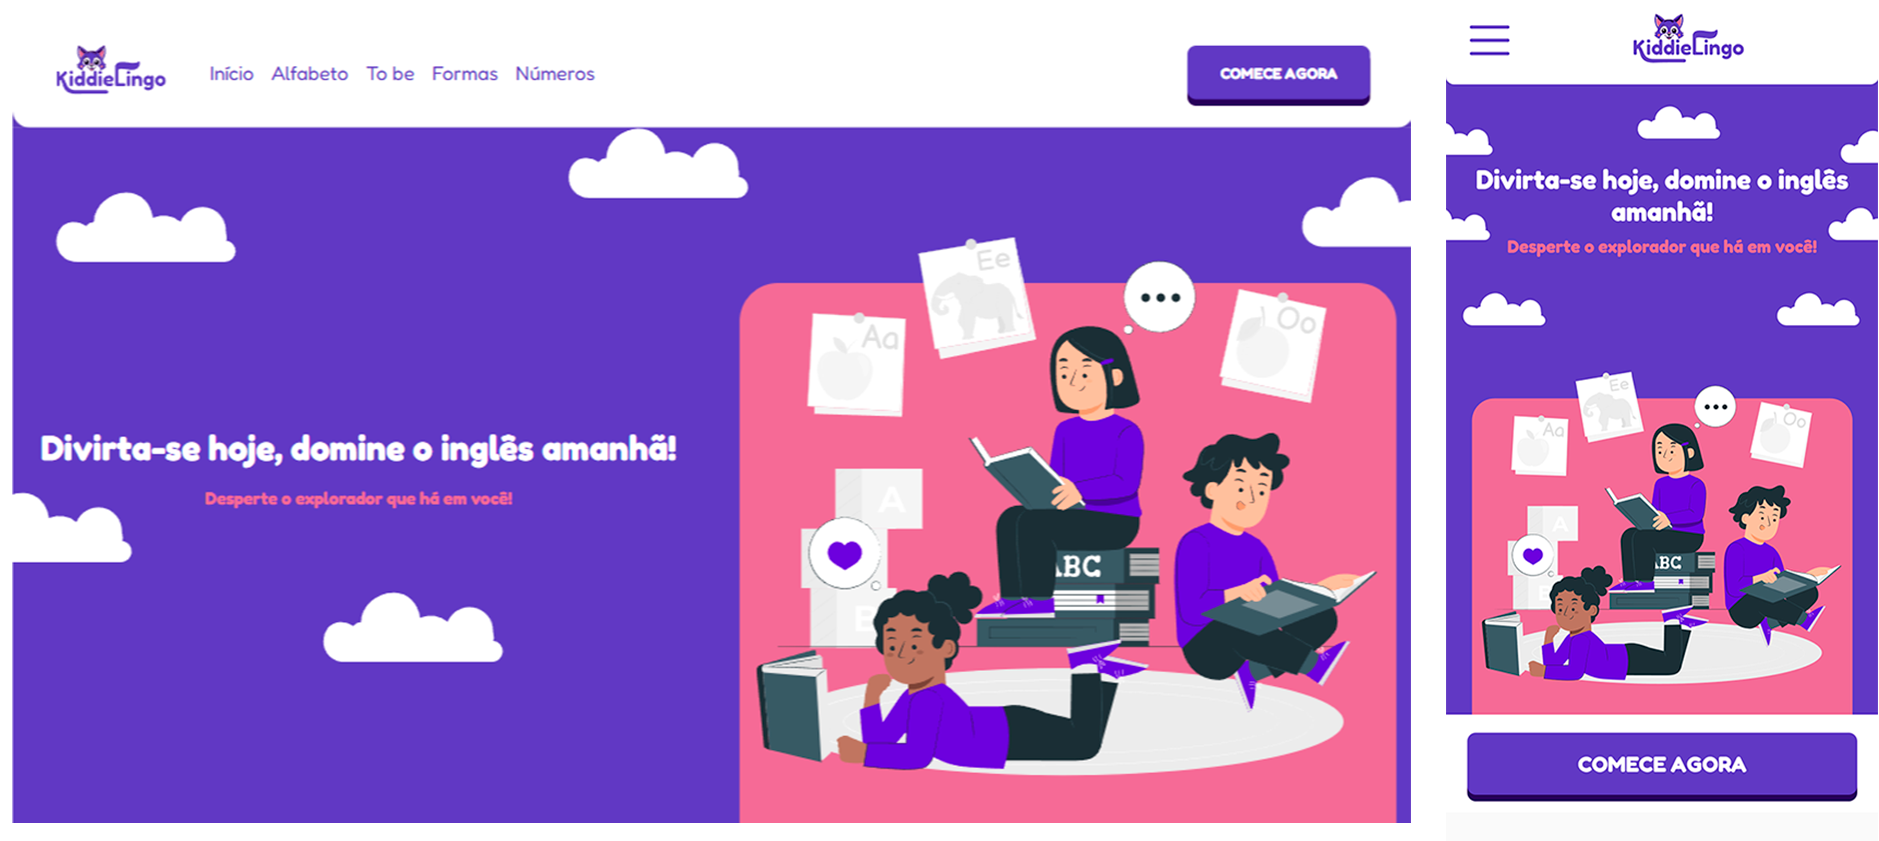 KiddieLingo
Início Alfabeto To be Formas Números
COMECE AGORA
Divirta-se hoje, domine o inglês amanhã!
Desperte o explorador que há em você!
Aa
Ee
Oo
A
ABC
E
KiddieLingo
Divirta-se hoje, domine o inglês
amanhã!
Desperte o explorador que há em você!
Aa
Ee
Oo
A
ABC
COMECE AGORA